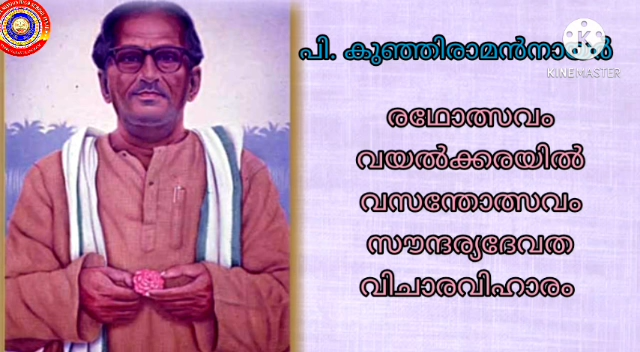 പി. കുഞ്ഞിരാമൻനായർ
KINEMASTER
രഥോത്സവം
വയൽക്കരയിൽ
വസന്തോത്സവം
സൗന്ദര്യദേവത
വിചാരവിഹാരം